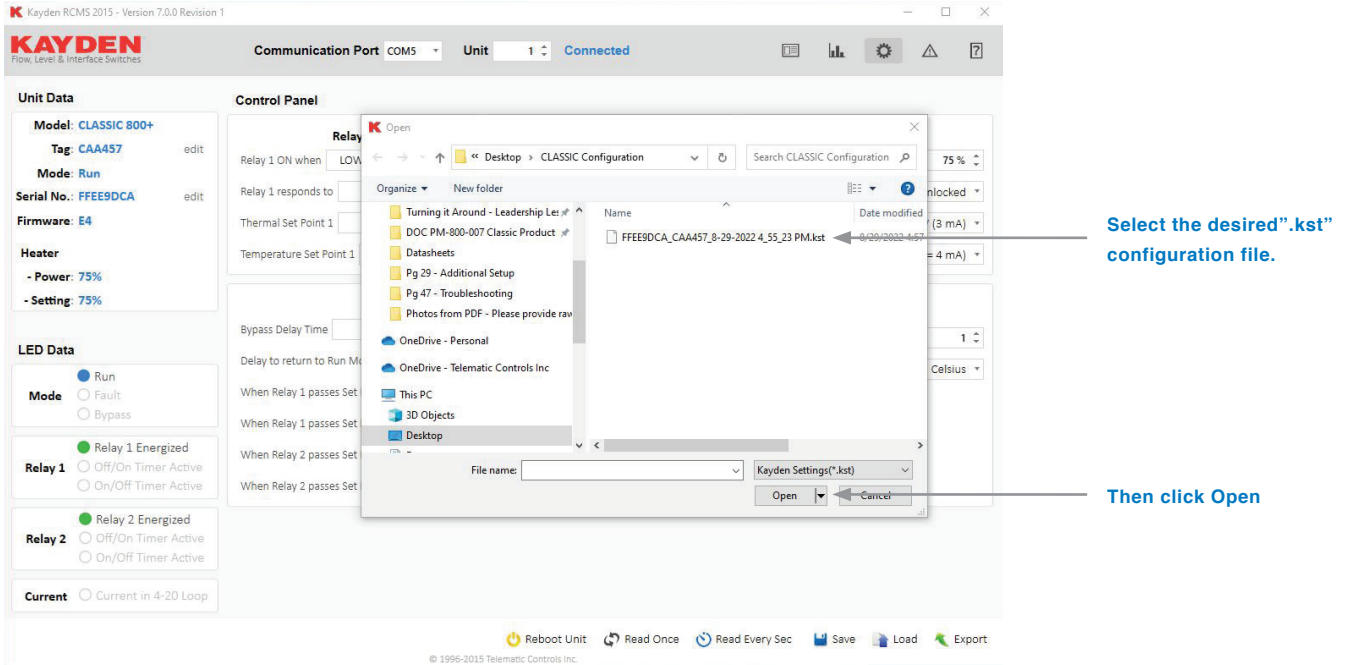 Kayden RCMS 2015 - Version 7.0.0 Revision 1
KAYDEN
Flow, Level & Interface Switches
Communication Port COM5 Unit 1 Connected
Unit Data
Model: CLASSIC 800+
Tag: CAA457 edit
Mode: Run
Serial No.: FFEE9DCA edit
Firmware: E4
Heater
- Power: 75%
- Setting: 75%
LED Data
Mode
Run
Fault
Bypass
Relay 1
Relay 1 Energized
Off/On Timer Active
On/Off Timer Active
Relay 2
Relay 2 Energized
Off/On Timer Active
On/Off Timer Active
Current Current in 4-20 Loop
Control Panel
Relay
Relay 1 ON when LOW
Relay 1 responds to
Thermal Set Point 1
Temperature Set Point 1
Bypass Delay Time
Delay to return to Run Mo
When Relay 1 passes Set
When Relay 1 passes Set
When Relay 2 passes Set
When Relay 2 passes Set
75 %
nlocked
(3 mA)
= 4 mA)
1
Celsius
K Open
« Desktop > CLASSIC Configuration
Search CLASSIC Configuration
Organize New folder
Turning it Around - Leadership Les
DOC PM-800-007 Classic Product
Datasheets
Pg 29 - Additional Setup
Pg 47 - Troubleshooting
Photos from PDF - Please provide raw
OneDrive - Personal
OneDrive - Telematic Controls Inc
This PC
3D Objects
Desktop
Name Date modified
FFEE9DCA_CAA457_8-29-2022 4_55_23 PM.kst 8/29/2022 4:57
File name: Kayden Settings(*.kst)
Open Cancel
Select the desired”.kst”
configuration file.
Then click Open
Reboot Unit Read Once Read Every Sec Save Load Export
© 1996-2015 Telematic Controls Inc.